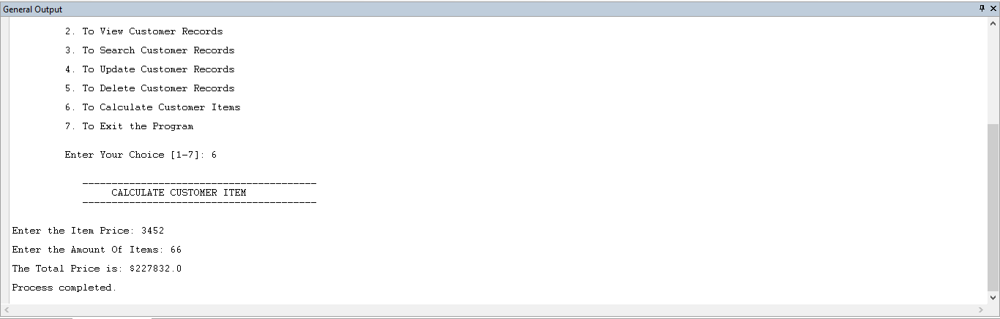 General Output
2. To View Customer Records
3. To Search Customer Records
4. To Update Customer Records
5. To Delete Customer Records
6. To Calculate Customer Items
7. To Exit the Program
Enter Your Choice [1-7]: 6
----------------------------------------
CALCULATE CUSTOMER ITEM
----------------------------------------
Enter the Item Price: 3452
Enter the Amount Of Items: 66
The Total Price is: $227832.0
Process completed.